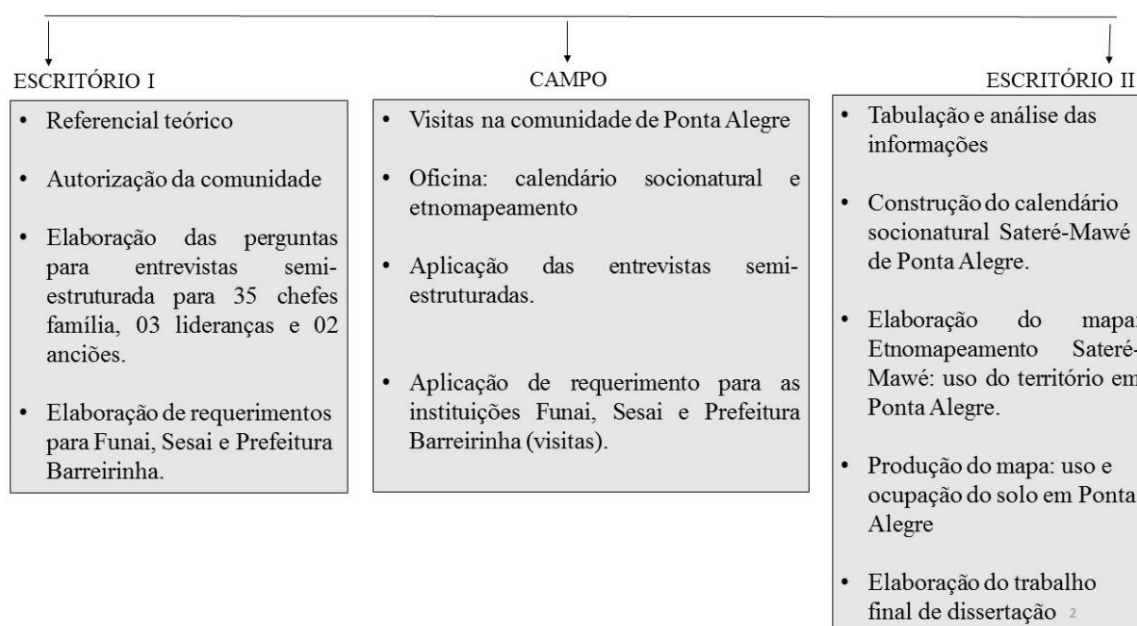 ESCRITÓRIO I
• Referencial teórico
• Autorização da comunidade
• Elaboração das perguntas
para entrevistas semi-
estruturada para 35 chefes
família, 03 lideranças e 02
anciões.
• Elaboração de requerimentos
para Funai, Sesai e Prefeitura
Barreirinha.
CAMPO
• Visitas na comunidade de Ponta Alegre
• Oficina: calendário socionatural e
etnomapeamento
• Aplicação das entrevistas semi-
estruturadas.
• Aplicação de requerimento para as
instituições Funai, Sesai e Prefeitura
Barreirinha (visitas).
ESCRITÓRIO II
• Tabulação e análise das
informações
• Construção do calendário
socionatural Sateré-Mawé
de Ponta Alegre.
• Elaboração do mapa:
Etnomapeamento Sateré-
Mawé: uso do território em
Ponta Alegre.
• Produção do mapa: uso e
ocupação do solo em Ponta
Alegre
• Elaboração do trabalho
final de dissertação 2